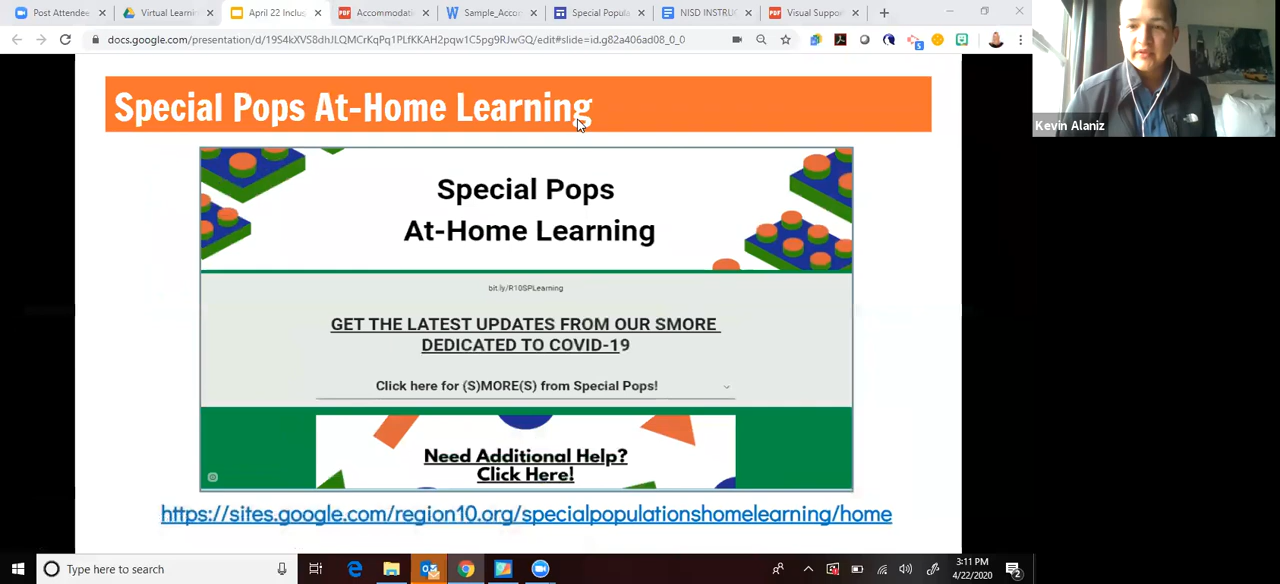 Post Attendee
Virtual Learni
April 22 Inclus
Accommodati
Sample_Accom
Special Popula
NISD INSTRUC
Visual Suppor
docs.google.com/presentation/d/19S4kXVS8dhJLQMCrKqPq1PLfKKAH2pqw1C5pg9RJwGQ/edit#slide=id.g82a406ad08_0_0
Special Pops At-Home Learning
Kevin Alaniz
Special Pops
At-Home Learning
bit.ly/R10SPLearning
GET THE LATEST UPDATES FROM OUR SMORE
DEDICATED TO COVID-19
Click here for (S)MORE(S) from Special Pops!
Need Additional Help?
Click Here!
https://sites.google.com/region10.org/specialpopulationshomelearning/home
Type here to search
3:11 PM
4/22/2020